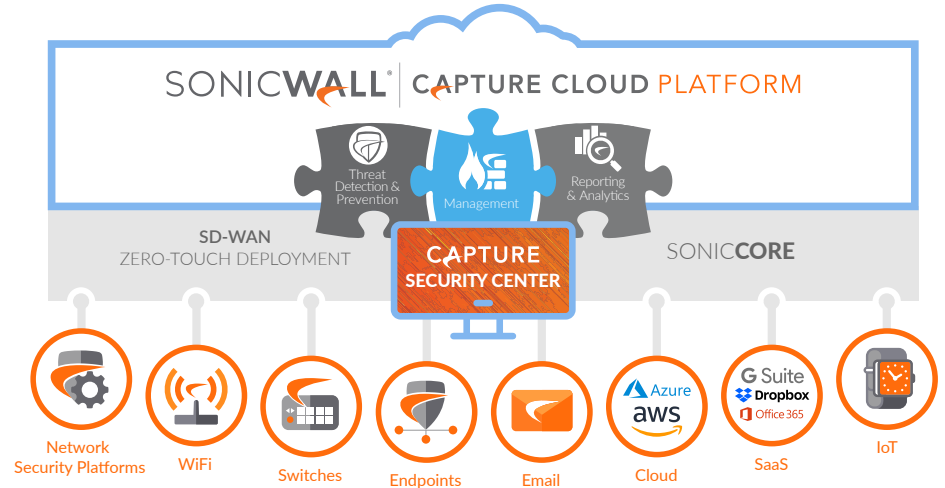 SONICWALL® | CAPTURE CLOUD PLATFORM
Threat
Detection &
Prevention
Management
Reporting
& Analytics
SD-WAN
ZERO-TOUCH DEPLOYMENT
CAPTURE
SECURITY CENTER
SONICCORE
Network
Security Platforms
WiFi
Switches
Endpoints
Email
Azure
aws
Cloud
G Suite
Dropbox
Office 365
SaaS
IoT